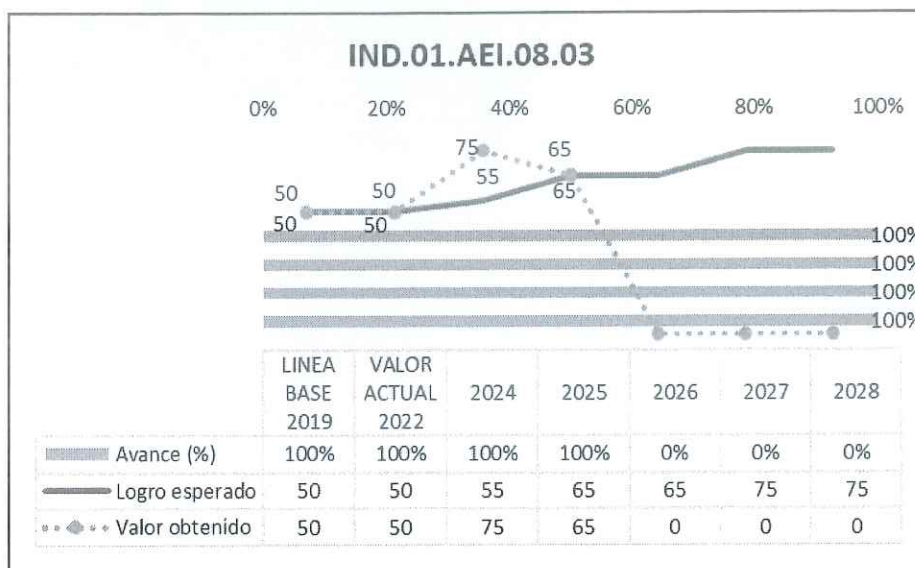 IND.01.AEI.08.03
0% 20% 40% 60% 80% 100%
75 65
50 50 55 65
50 50
100%
100%
100%
100%
LINEA BASE 2019 VALOR ACTUAL 2022 2024 2025 2026 2027 2028
Avance (%) 100% 100% 100% 100% 0% 0% 0%
Logro esperado 50 50 55 65 65 75 75
Valor obtenido 50 50 75 65 0 0 0